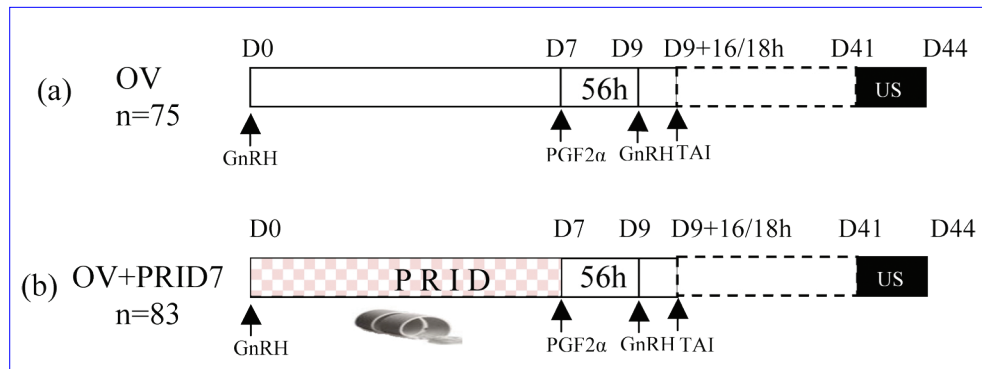 D0 D7 D9 D9+16/18h D41 D44
(a) OV 56h US
n=75
GnRH PGF2α GnRH TAI
D0 D7 D9 D9+16/18h D41 D44
(b) OV+PRID7 PRID 56h US
n=83
GnRH PGF2α GnRH TAI